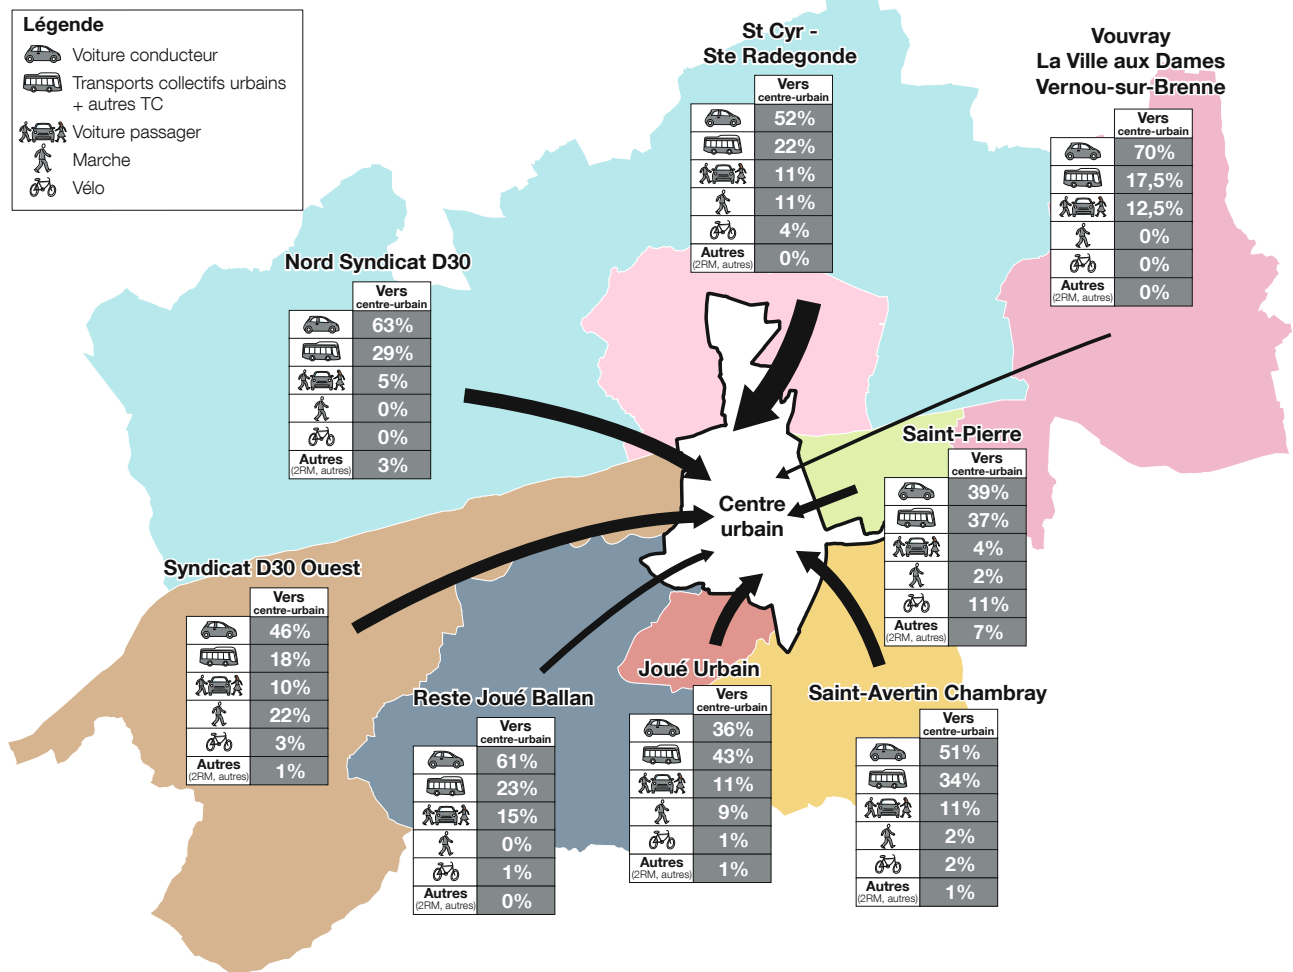 Légende
Voiture conducteur
Transports collectifs urbains
+ autres TC
Voiture passager
Marche
Vélo
St Cyr -
Ste Radegonde
Vers
centre-urbain
52%
22%
11%
11%
4%
Autres
(2RM, autres)
0%
Vouvray
La Ville aux Dames
Vernou-sur-Brenne
Vers
centre-urbain
70%
17,5%
12,5%
0%
0%
Autres
(2RM, autres)
0%
Nord Syndicat D30
Vers
centre-urbain
63%
29%
5%
0%
0%
Autres
(2RM, autres)
3%
Saint-Pierre
Vers
centre-urbain
39%
37%
4%
2%
11%
Autres
(2RM, autres)
7%
Centre
urbain
Syndicat D30 Ouest
Vers
centre-urbain
46%
18%
10%
22%
3%
Autres
(2RM, autres)
1%
Reste Joué Ballan
Vers
centre-urbain
61%
23%
15%
0%
1%
Autres
(2RM, autres)
0%
Joué Urbain
Vers
centre-urbain
36%
43%
11%
9%
1%
Autres
(2RM, autres)
1%
Saint-Avertin Chambray
Vers
centre-urbain
51%
34%
11%
2%
2%
Autres
(2RM, autres)
1%